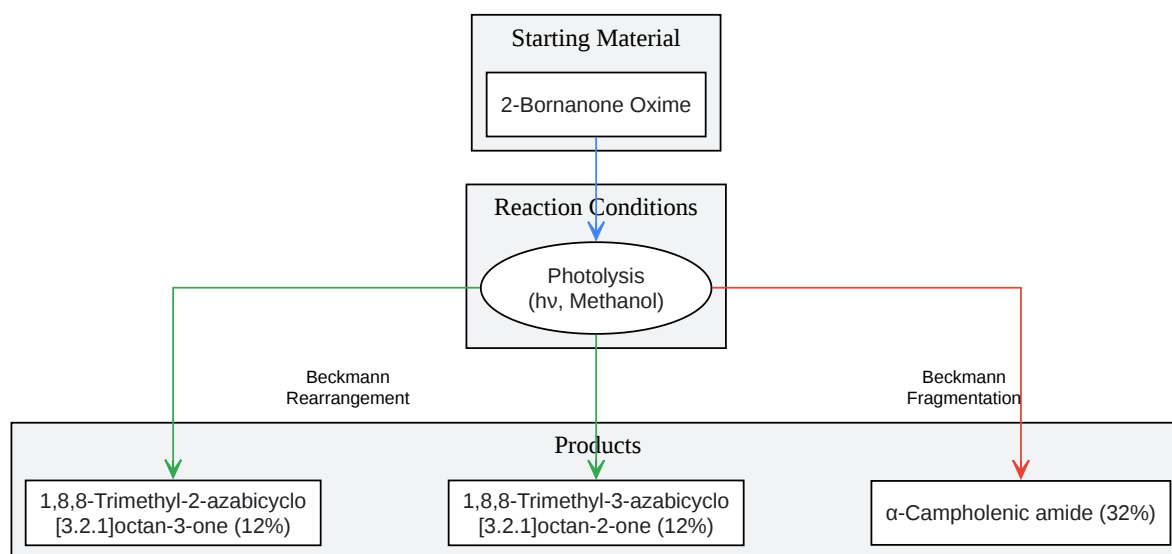 Starting Material
2-Bornanone Oxime
Reaction Conditions
Photolysis
(hν, Methanol)
Beckmann
Rearrangement
Beckmann
Fragmentation
Products
1,8,8-Trimethyl-2-azabicyclo
[3.2.1]octan-3-one (12%)
1,8,8-Trimethyl-3-azabicyclo
[3.2.1]octan-2-one (12%)
α-Campholenic amide (32%)